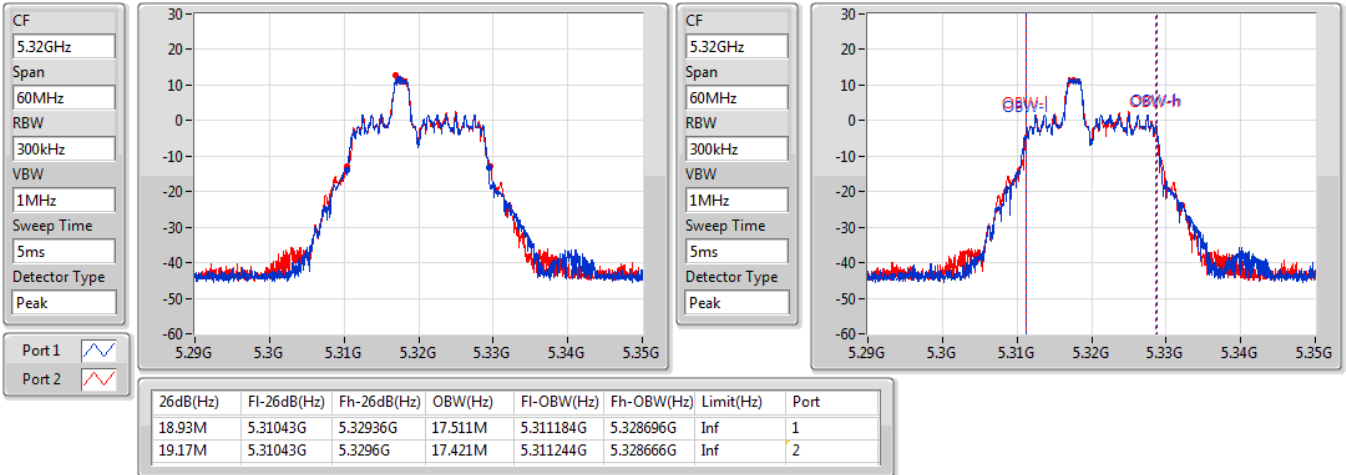 CF
5.32GHz
Span
60MHz
RBW
300kHz
VBW
1MHz
Sweep Time
5ms
Detector Type
Peak
30
20
10
0
-10
-20
-30
-40
-50
-60
5.29G 5.3G 5.31G 5.32G 5.33G 5.34G 5.35G
CF
5.32GHz
Span
60MHz
RBW
300kHz
VBW
1MHz
Sweep Time
5ms
Detector Type
Peak
30
20
10
0
-10
-20
-30
-40
-50
-60
OBW-l
OBW-h
5.29G 5.3G 5.31G 5.32G 5.33G 5.34G 5.35G
Port 1
Port 2
26dB(Hz) Fl-26dB(Hz) Fh-26dB(Hz) OBW(Hz) Fl-OBW(Hz) Fh-OBW(Hz) Limit(Hz) Port
18.93M 5.31043G 5.32936G 17.511M 5.311184G 5.328696G Inf 1
19.17M 5.31043G 5.3296G 17.421M 5.311244G 5.328666G Inf 2